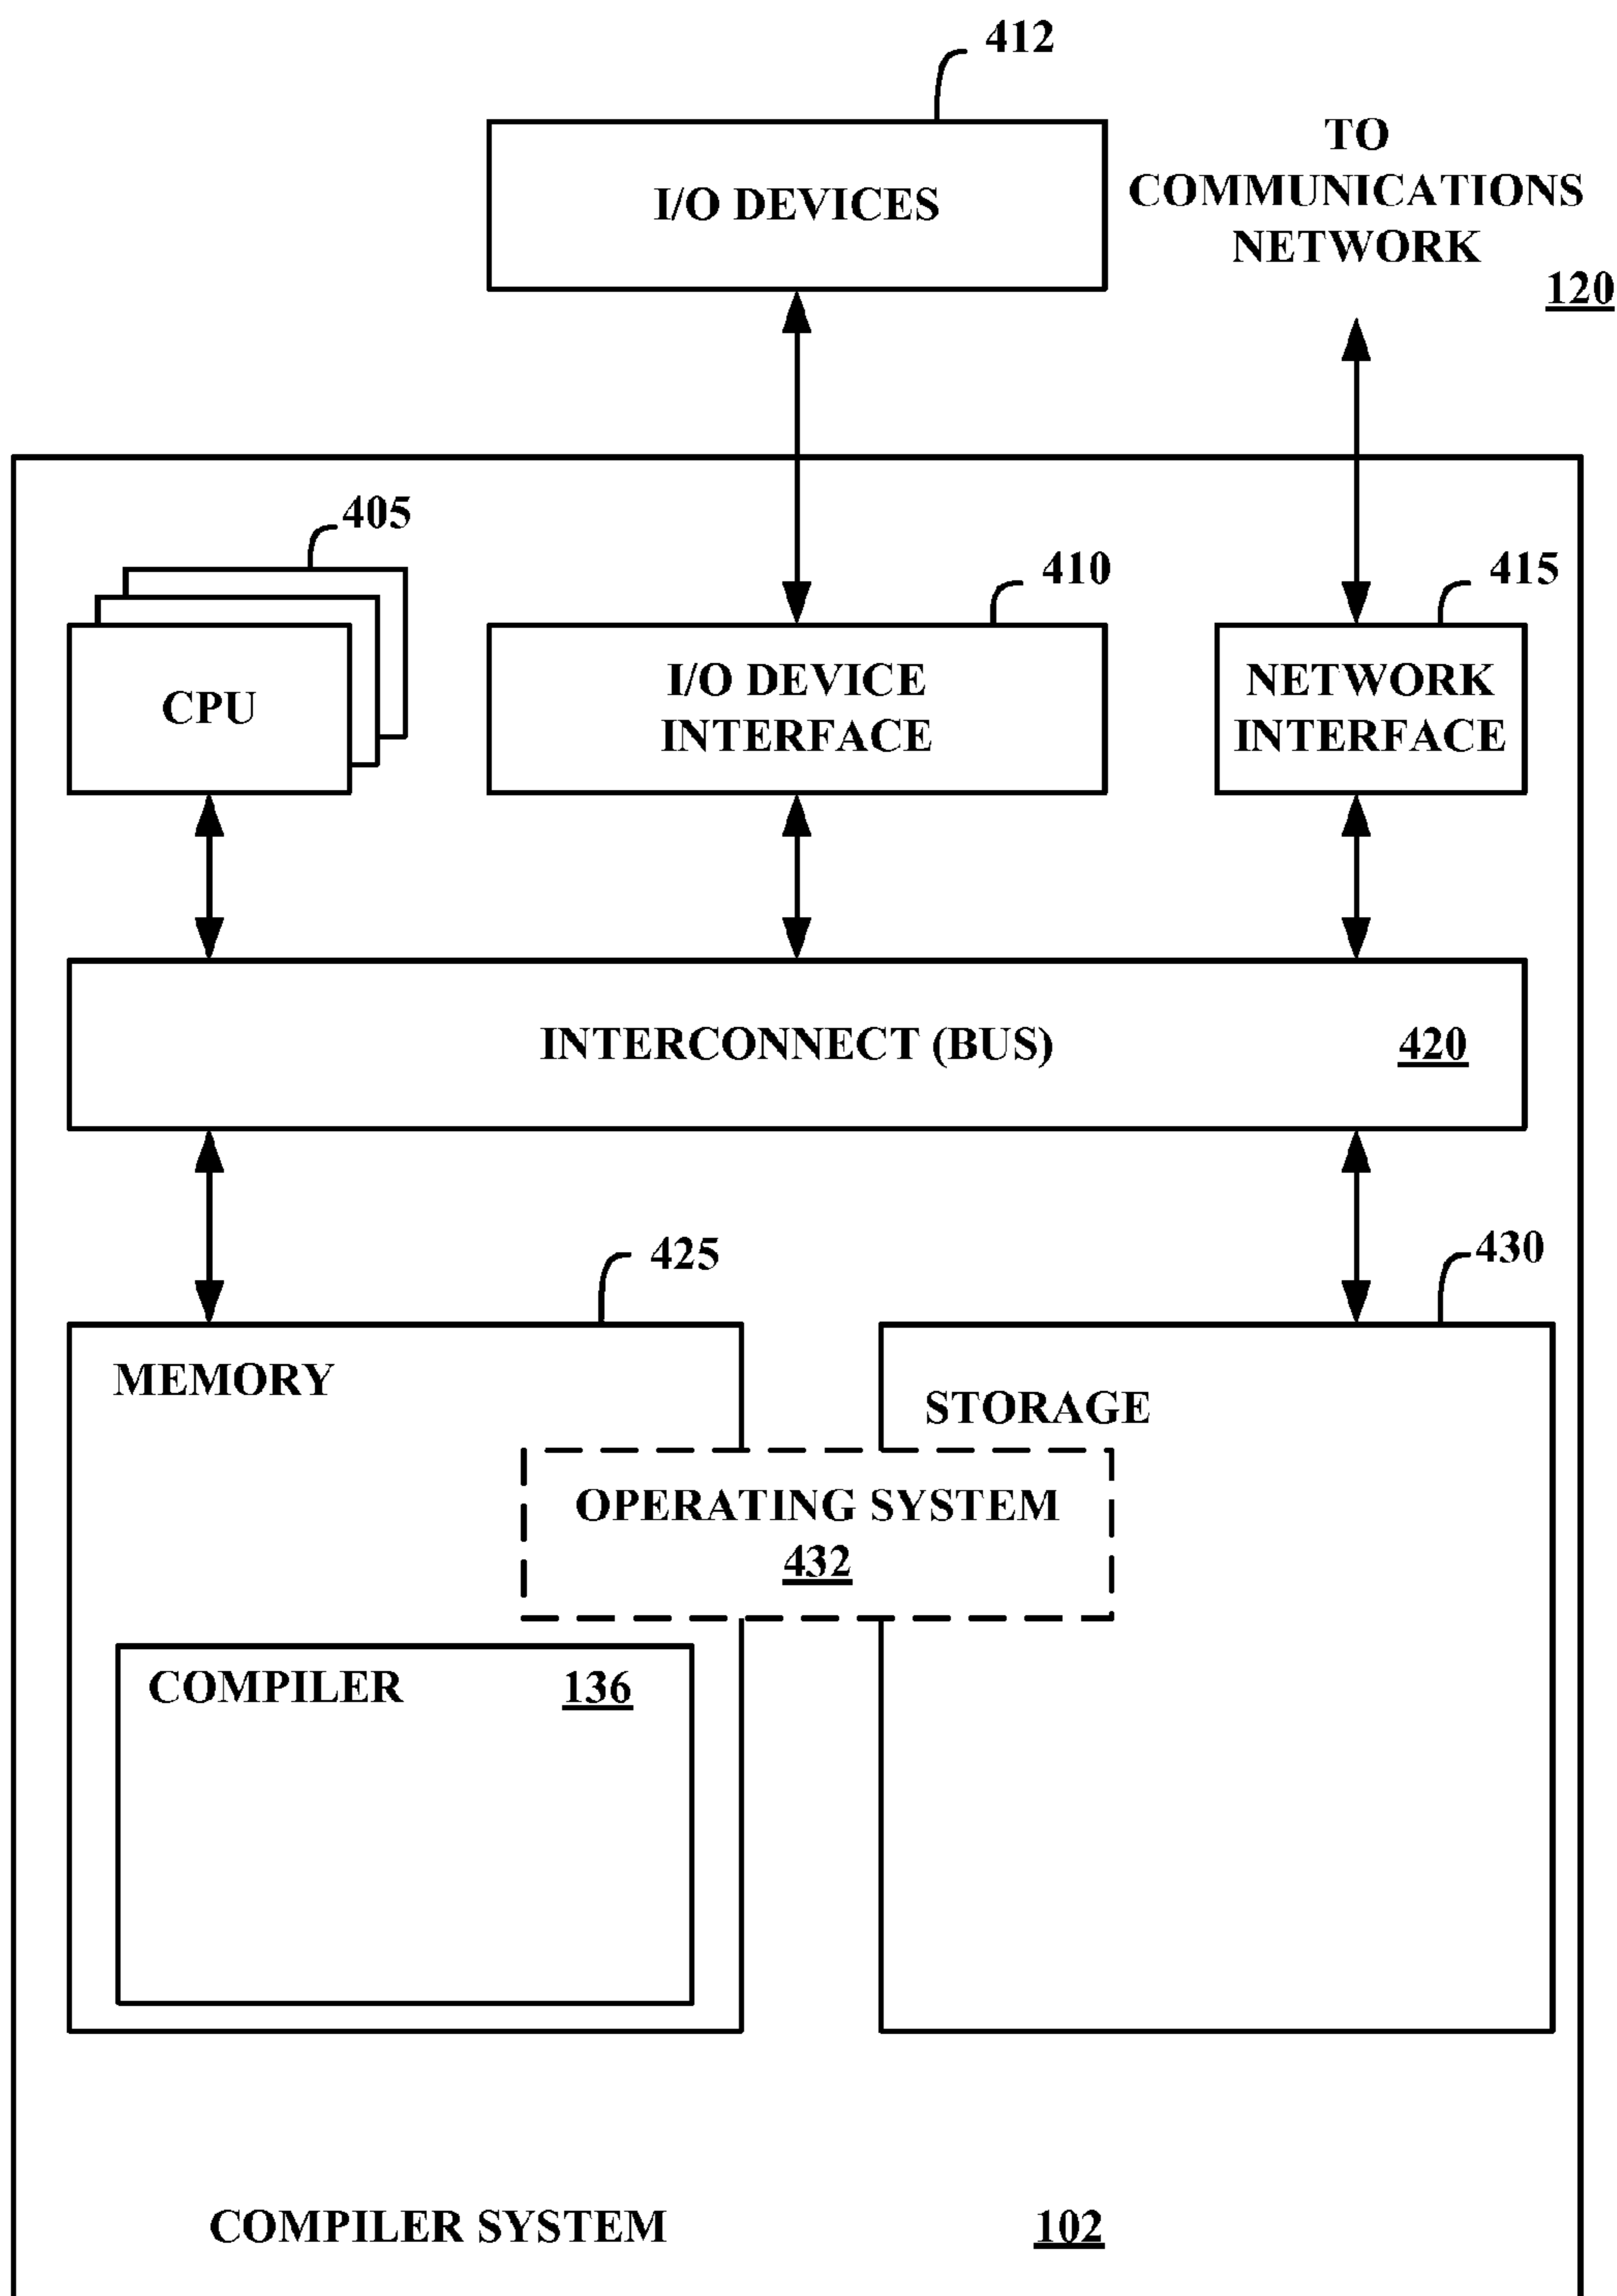 412
I/O DEVICES
TO
COMMUNICATIONS
NETWORK
120
405
CPU
410
I/O DEVICE
INTERFACE
415
NETWORK
INTERFACE
INTERCONNECT (BUS) 420
425
MEMORY
430
STORAGE
OPERATING SYSTEM
432
COMPILER 136
COMPILER SYSTEM 102